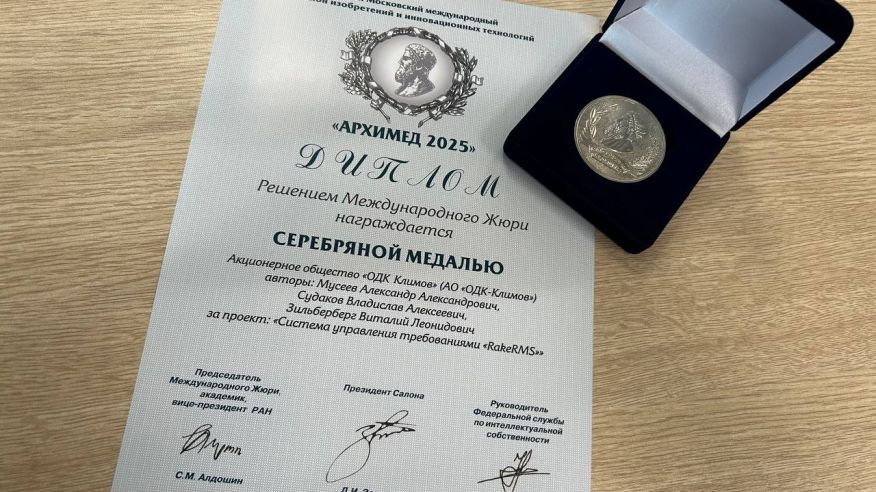 Московский международный
изобретений и инновационных технологий
«АРХИМЕД 2025»
ДИПЛОМ
Решением Международного Жюри
награждается
СЕРЕБРЯНОЙ МЕДАЛЬЮ
Акционерное общество «ОДК Климов» (АО «ОДК-Климов»)
авторы: Мусеев Александр Александрович,
Судаков Владислав Алексеевич,
Зильберберг Виталий Леонидович
за проект: «Система управления требованиями «RakeRMS»»
Председатель
Международного Жюри,
академик,
вице-президент РАН
С.М. Алдошин
Президент Салона
Руководитель
Федеральной службы
по интеллектуальной
собственности